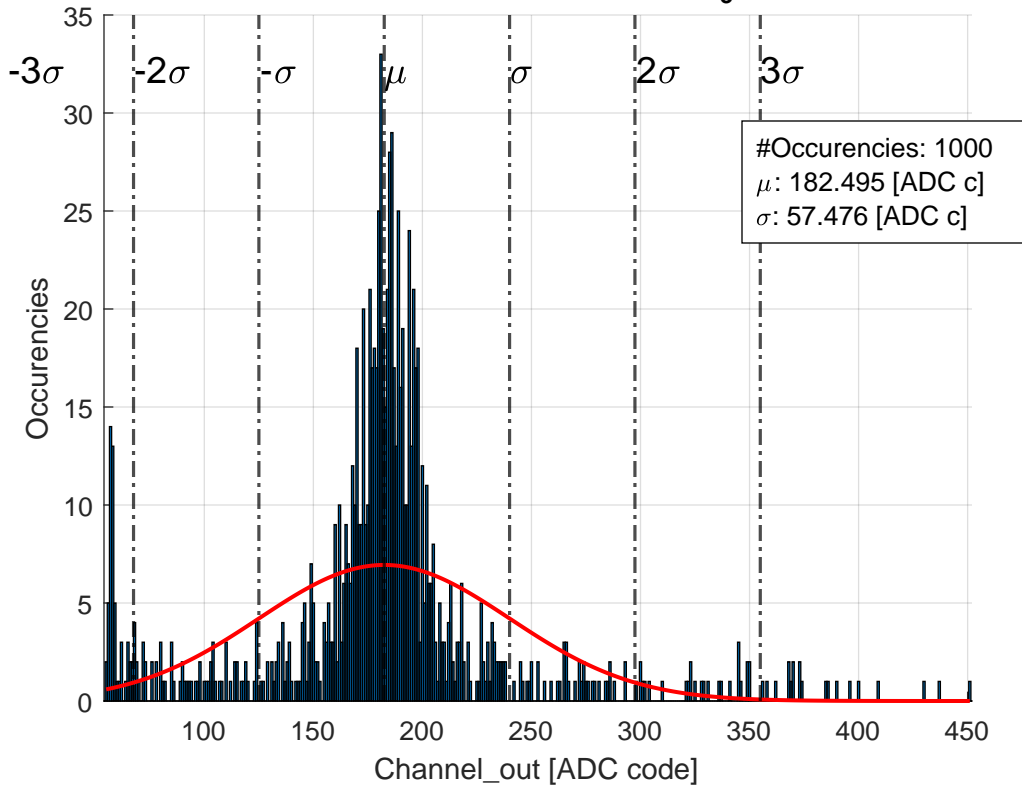 35
30
25
20
15
10
5
0
Occurencies
-3σ
-2σ
-σ
μ
σ
2σ
3σ
#Occurencies: 1000
μ: 182.495 [ADC c]
σ: 57.476 [ADC c]
100
150
200
250
300
350
400
450
Channel_out [ADC code]